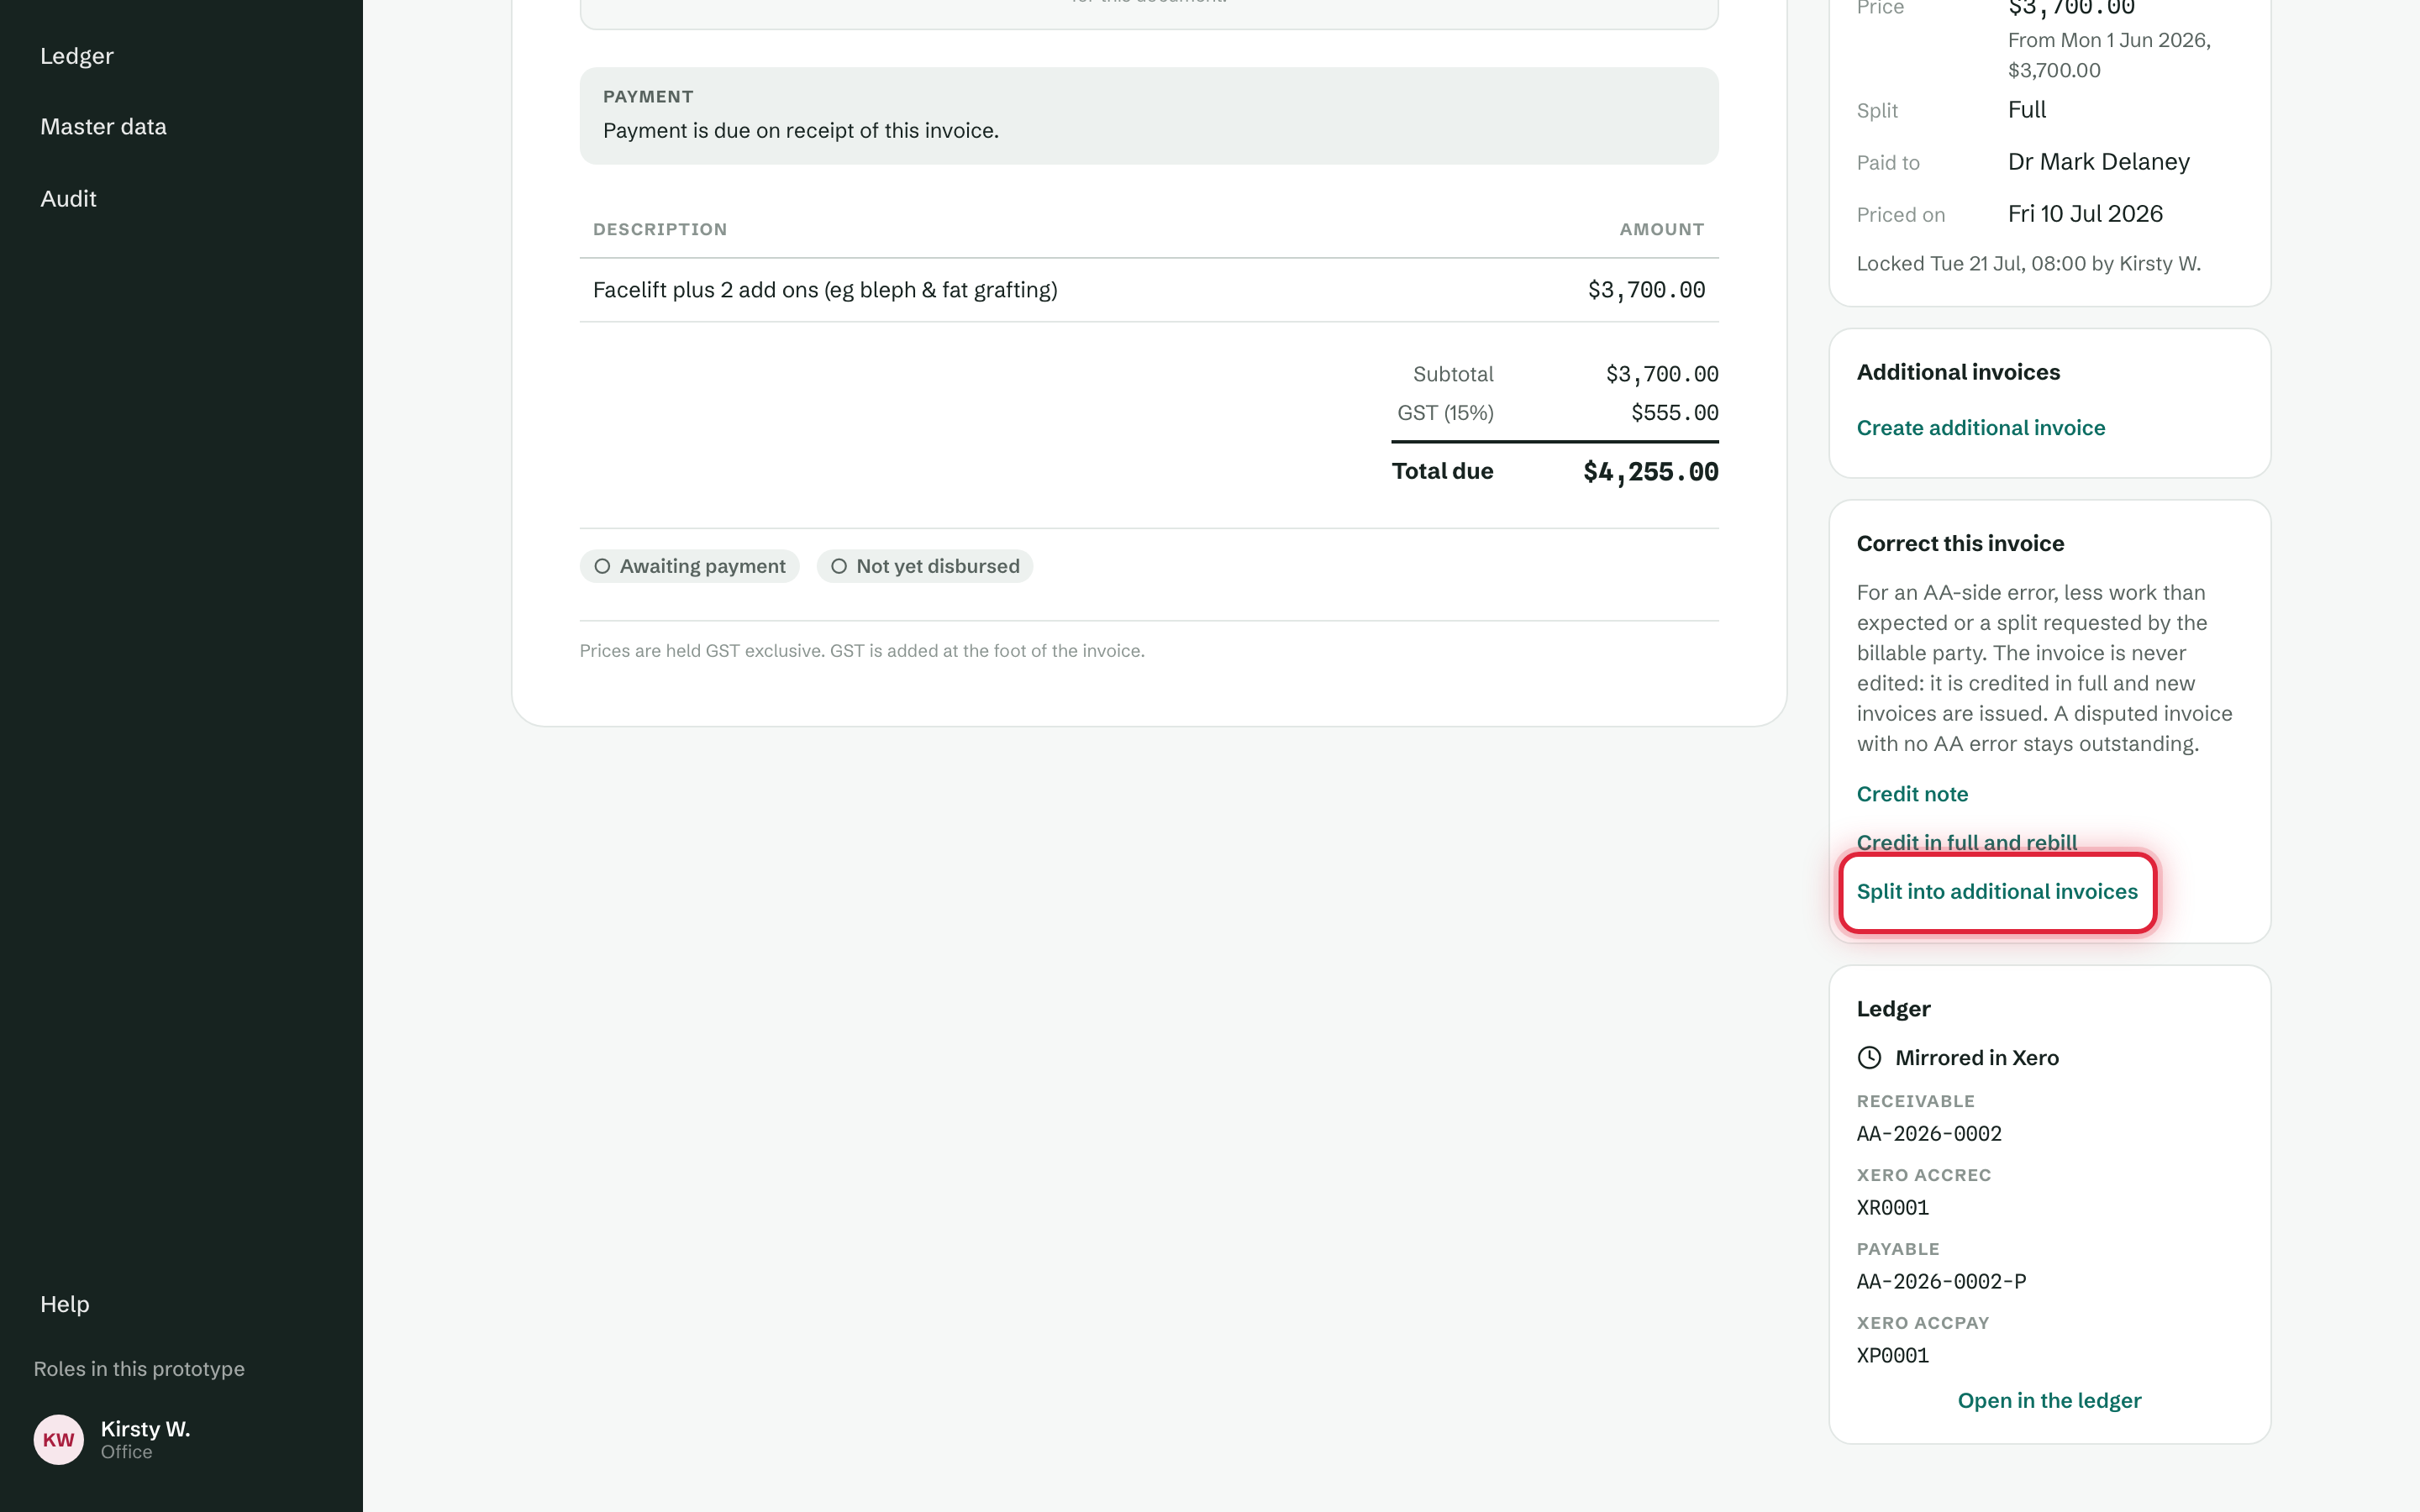 Ledger
Master data
Audit
Help
Roles in this prototype
KW
Kirsty W.
Office
for this document.
PAYMENT
Payment is due on receipt of this invoice.
DESCRIPTION AMOUNT
Facelift plus 2 add ons (eg bleph & fat grafting) $3,700.00
Subtotal $3,700.00
GST (15%) $555.00
Total due $4,255.00
Awaiting payment Not yet disbursed
Prices are held GST exclusive. GST is added at the foot of the invoice.
Price $3,700.00
From Mon 1 Jun 2026,
$3,700.00
Split Full
Paid to Dr Mark Delaney
Priced on Fri 10 Jul 2026
Locked Tue 21 Jul, 08:00 by Kirsty W.
Additional invoices
Create additional invoice
Correct this invoice
For an AA-side error, less work than
expected or a split requested by the
billable party. The invoice is never
edited: it is credited in full and new
invoices are issued. A disputed invoice
with no AA error stays outstanding.
Credit note
Credit in full and rebill
Split into additional invoices
Ledger
Mirrored in Xero
RECEIVABLE
AA-2026-0002
XERO ACCREC
XR0001
PAYABLE
AA-2026-0002-P
XERO ACCPAY
XP0001
Open in the ledger